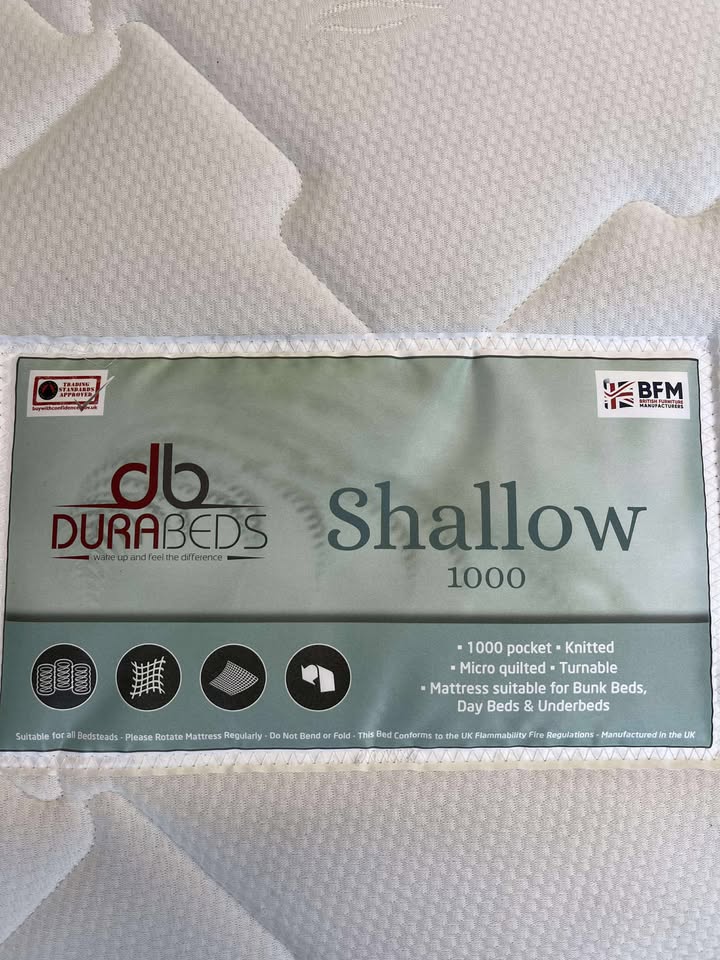 TRADING
STANDARDS
APPROVED
buywithconfidence.gov.uk
BFM
BRITISH FURNITURE
MANUFACTURERS
db
DURABEDS
wake up and feel the difference
Shallow
1000
▪ 1000 pocket ▪ Knitted
▪ Micro quilted ▪ Turnable
▪ Mattress suitable for Bunk Beds,
Day Beds & Underbeds
Suitable for all Bedsteads - Please Rotate Mattress Regularly - Do Not Bend or Fold - This Bed Conforms to the UK Flammability Fire Regulations - Manufactured in the UK